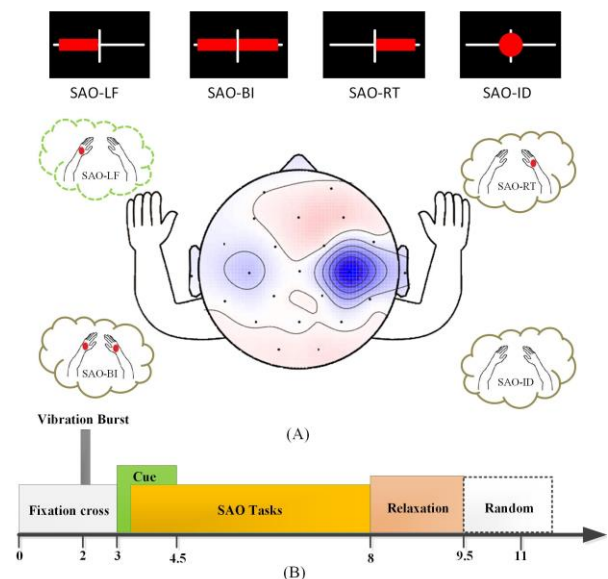 SAO-LF SAO-BI SAO-RT SAO-ID
SAO-LF
SAO-RT
SAO-BI
SAO-ID
(A)
Vibration Burst
Cue
Fixation cross
SAO Tasks
Relaxation
Random
0 2 3 4.5 8 9.5 11
(B)